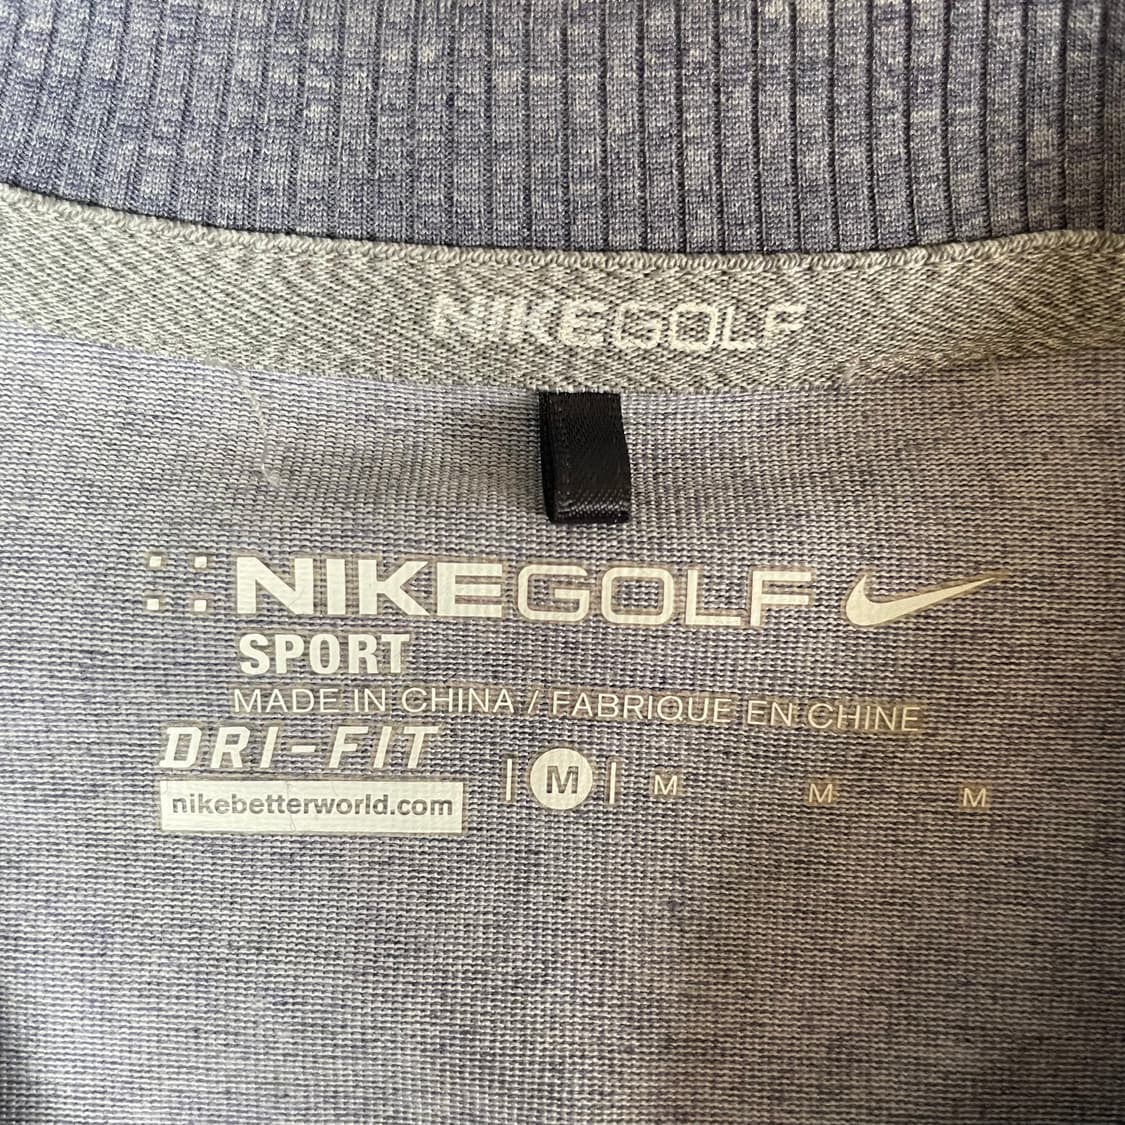 NIKEGOLF
NIKEGOLF
SPORT
MADE IN CHINA / FABRIQUE EN CHINE
DRI-FIT
nikebetterworld.com
| M | M M M